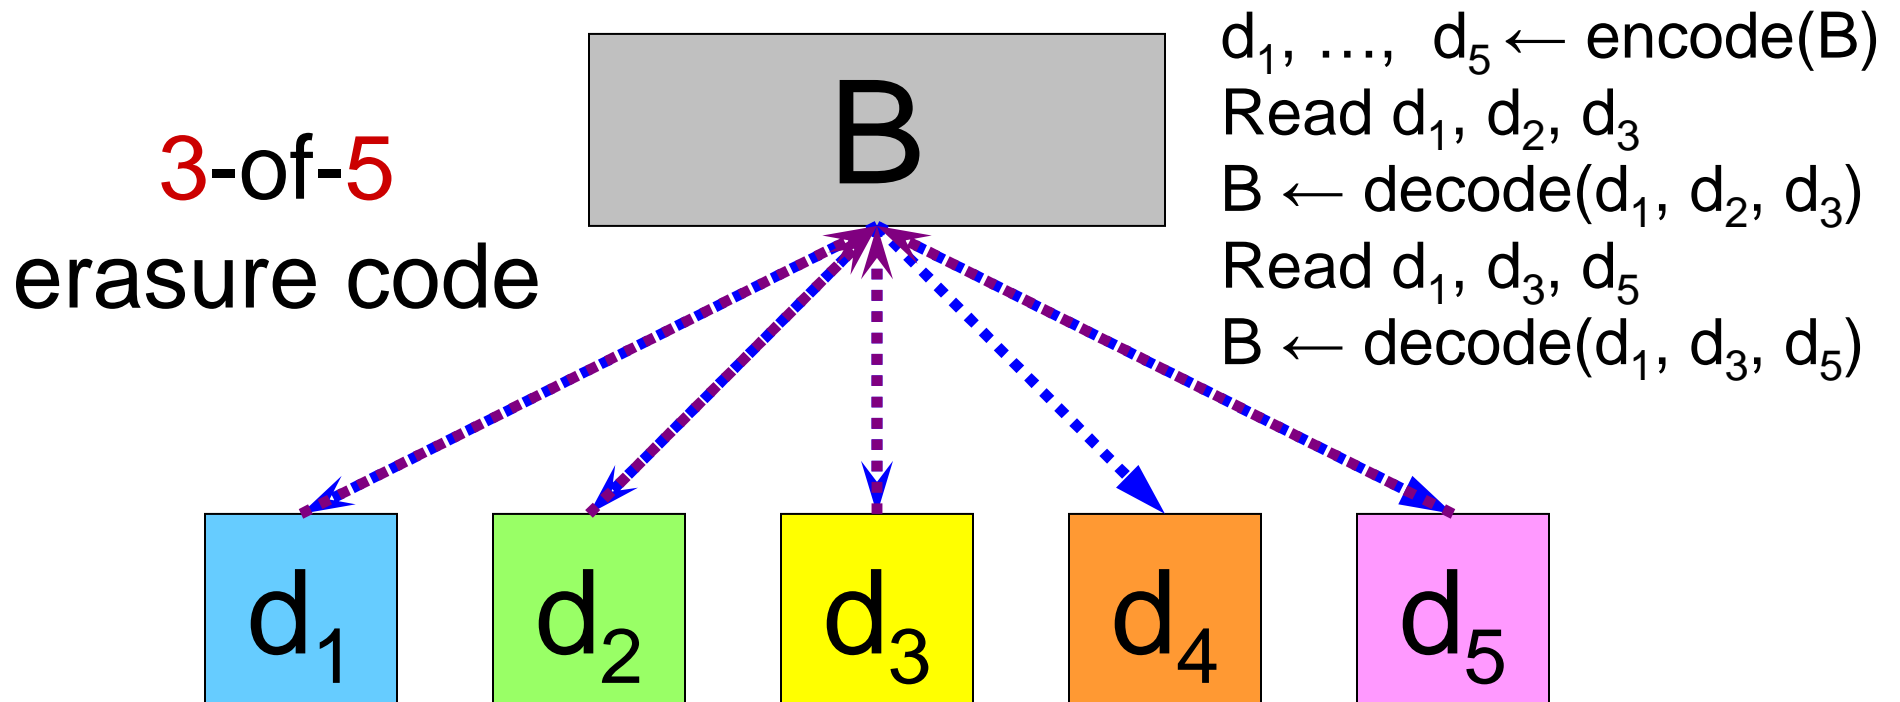 3-of-5
erasure code
B
d₁, …, d₅ ← encode(B)
Read d₁, d₂, d₃
B ← decode(d₁, d₂, d₃)
Read d₁, d₃, d₅
B ← decode(d₁, d₃, d₅)
d₁ d₂ d₃ d₄ d₅